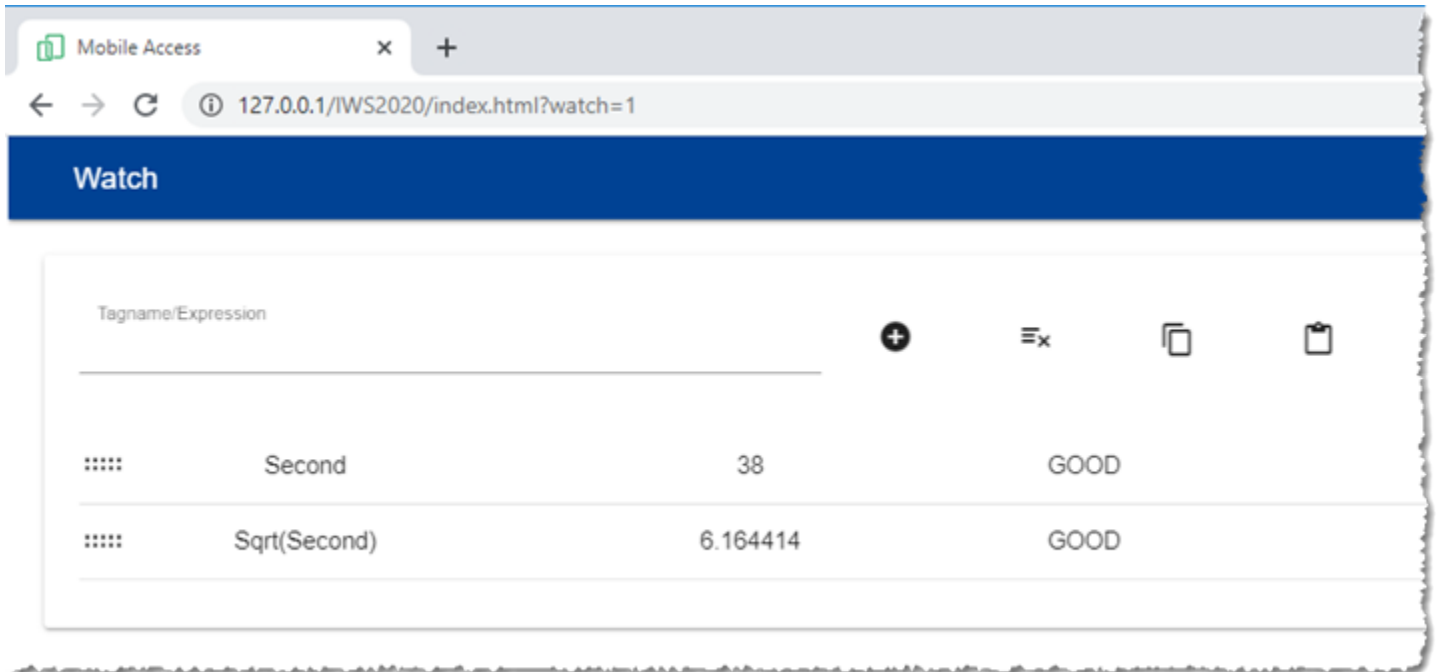 Mobile Access
127.0.0.1/IWS2020/index.html?watch=1
Watch
Tagname/Expression
Second 38 GOOD
Sqrt(Second) 6.164414 GOOD